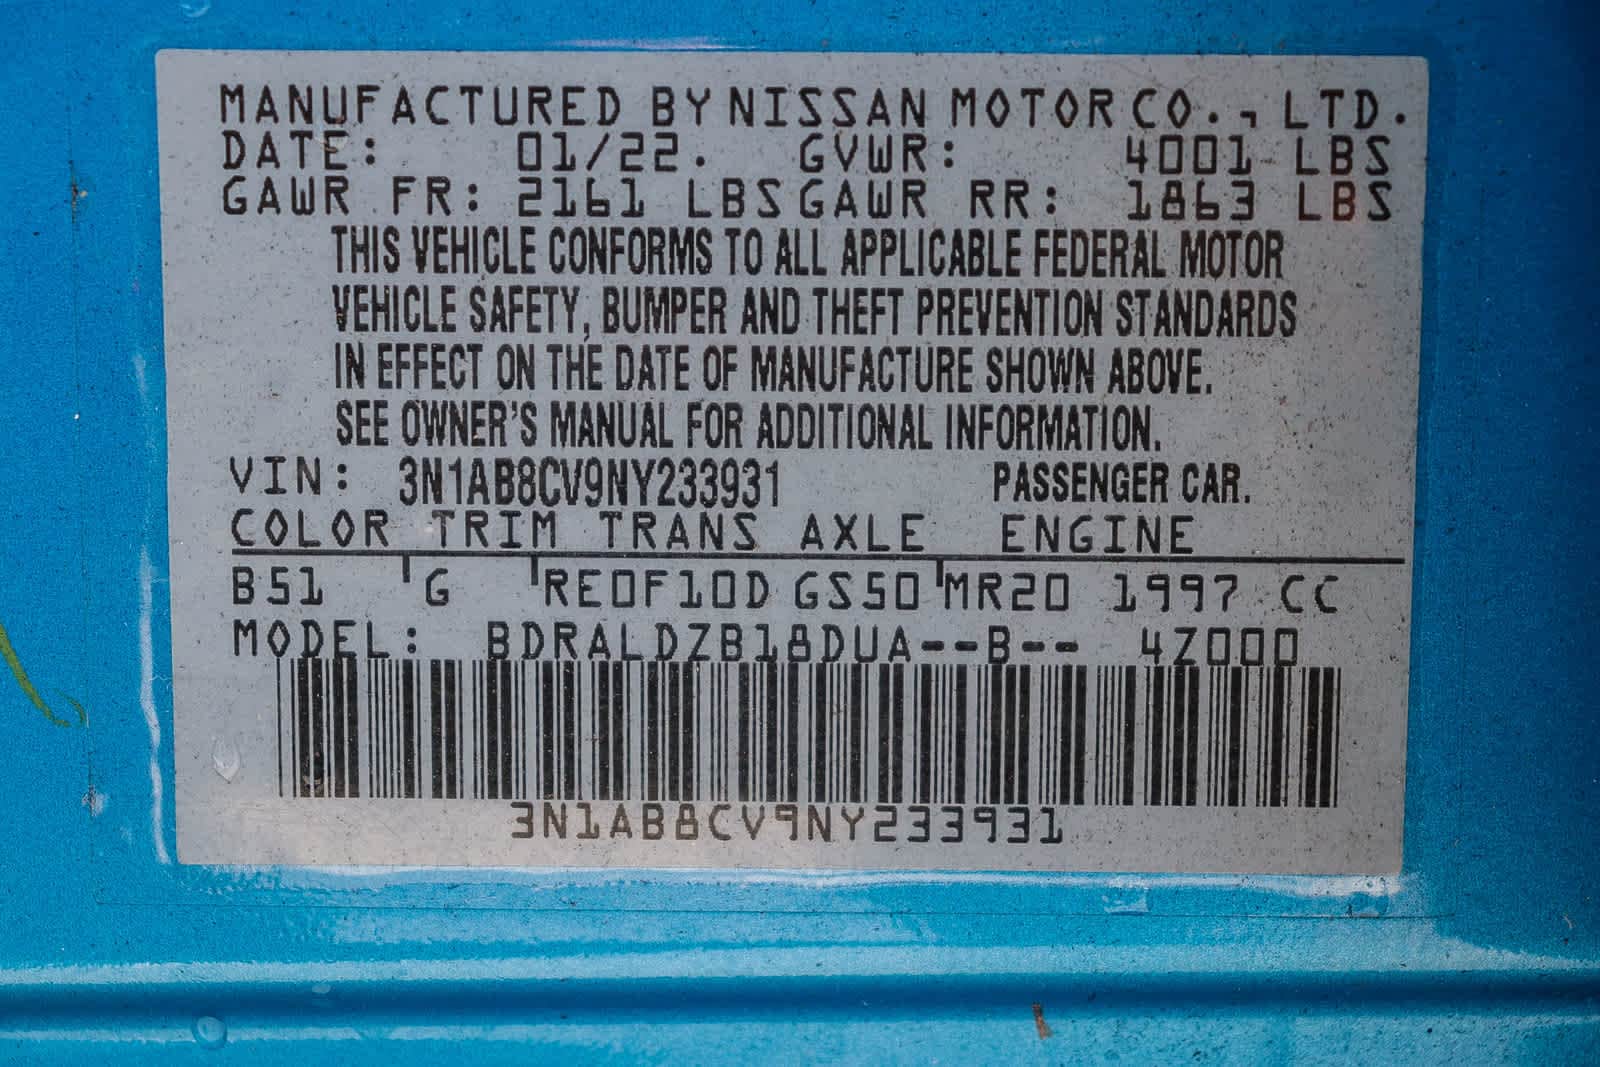 MANUFACTURED BY NISSAN MOTOR CO., LTD.
DATE: 01/22. GVWR: 4001 LBS
GAWR FR: 2161 LBS GAWR RR: 1863 LBS
THIS VEHICLE CONFORMS TO ALL APPLICABLE FEDERAL MOTOR
VEHICLE SAFETY, BUMPER AND THEFT PREVENTION STANDARDS
IN EFFECT ON THE DATE OF MANUFACTURE SHOWN ABOVE.
SEE OWNER'S MANUAL FOR ADDITIONAL INFORMATION.
VIN: 3N1AB8CV9NY233931 PASSENGER CAR.
COLOR TRIM TRANS AXLE ENGINE
B51 G RE0F10D GS50 MR20 1997 CC
MODEL: BDRALDZB18DUA--B-- 4Z000
3N1AB8CV9NY233931